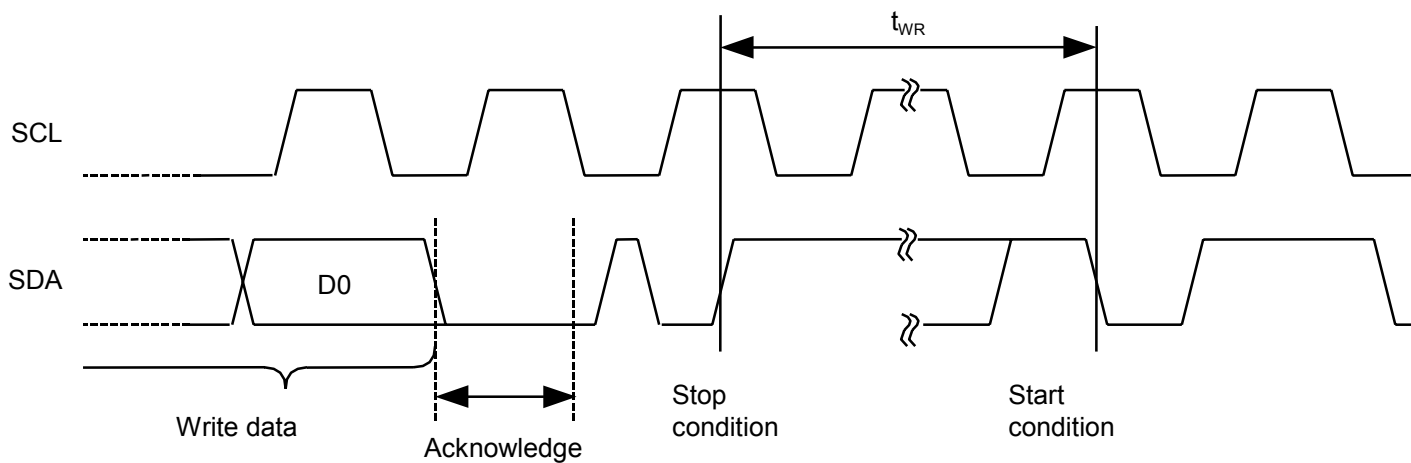 tWR
SCL
SDA
D0
Write data
Acknowledge
Stop
condition
Start
condition